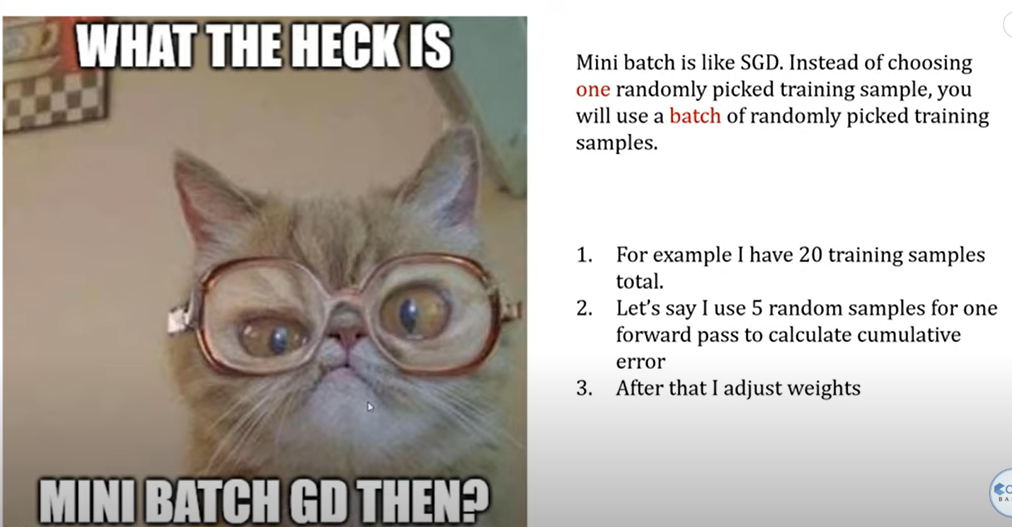 WHAT THE HECK IS
MINI BATCH GD THEN?
Mini batch is like SGD. Instead of choosing
one randomly picked training sample, you
will use a batch of randomly picked training
samples.
1. For example I have 20 training samples
total.
2. Let's say I use 5 random samples for one
forward pass to calculate cumulative
error
3. After that I adjust weights